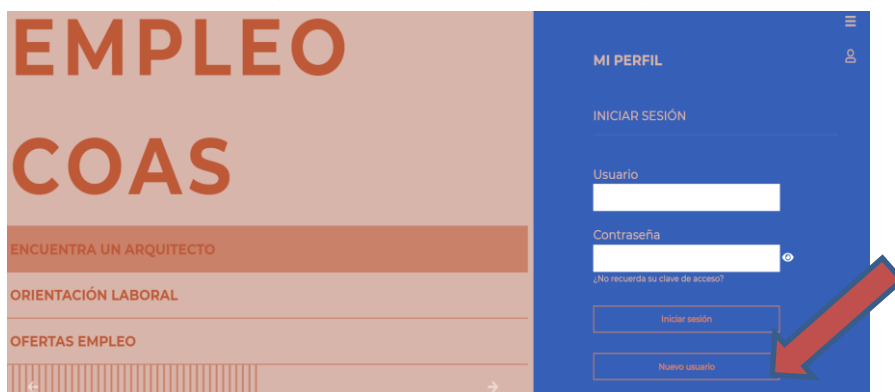 EMPLEO
COAS
ENCUENTRA UN ARQUITECTO
ORIENTACIÓN LABORAL
OFERTAS EMPLEO
MI PERFIL
INICIAR SESIÓN
Usuario
Contraseña
¿No recuerda su clave de acceso?
Iniciar sesión
Nuevo usuario